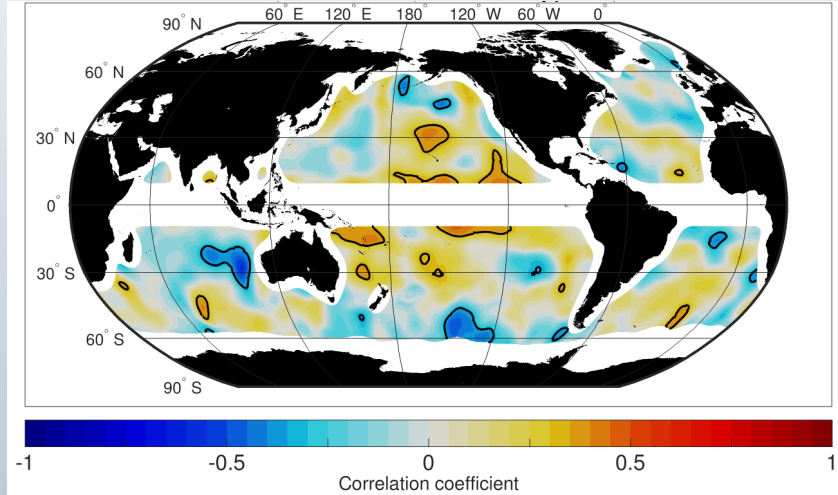 90° N
60° E 120° E 180° 120° W 60° W 0°
60° N
30° N
0°
30° S
60° S
90° S
-1 -0.5 0 0.5 1
Correlation coefficient